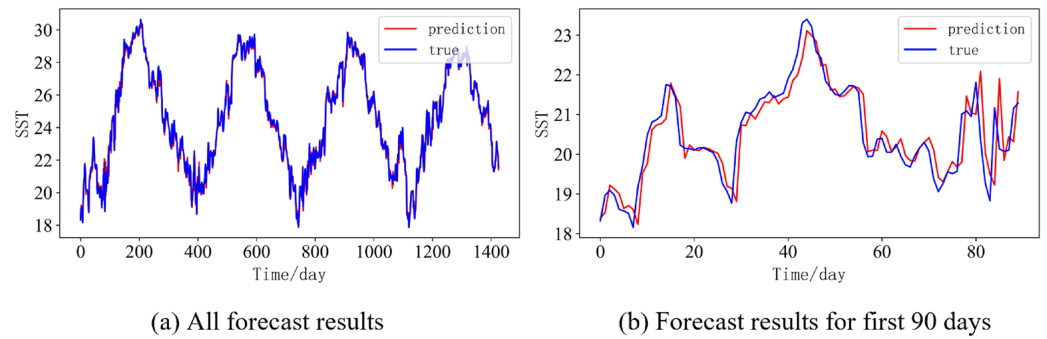 30
28
26
24
22
20
18
SST
prediction
true
0 200 400 600 800 1000 1200 1400
Time/day
(a) All forecast results
23
22
21
20
19
18
SST
prediction
true
0 20 40 60 80
Time/day
(b) Forecast results for first 90 days